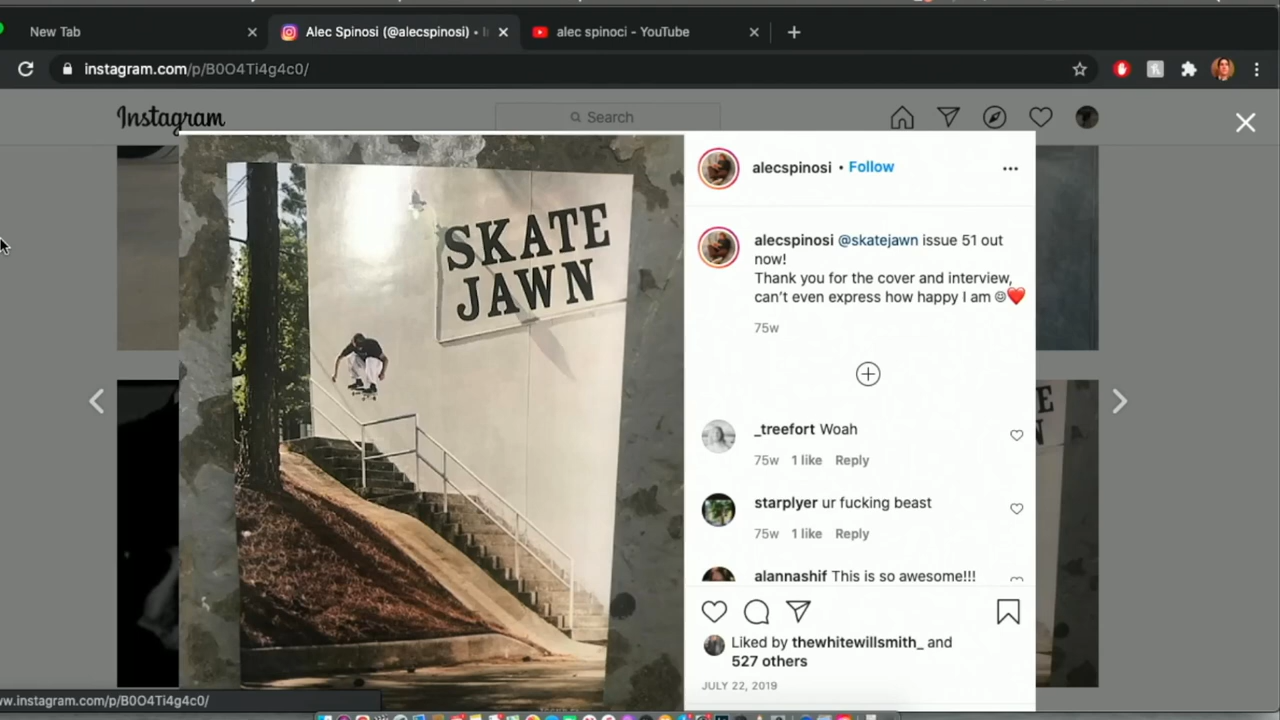 New Tab
Alec Spinosi (@alecspinosi) • I
alec spinoci - YouTube
instagram.com/p/B0O4Ti4g4c0/
Instagram
Search
SKATE
JAWN
alecspinosi • Follow
alecspinosi @skatejawn issue 51 out
now!
Thank you for the cover and interview,
can’t even express how happy I am ☺❤️
75w
_treefort Woah
75w 1 like Reply
starplyer ur fucking beast
75w 1 like Reply
alannashif This is so awesome!!!
Liked by thewhitewillsmith_ and
527 others
JULY 22, 2019
ww.instagram.com/p/B0O4Ti4g4c0/